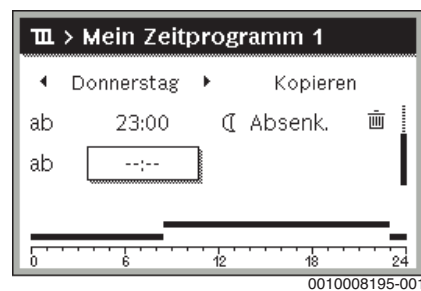 > Mein Zeitprogramm 1
Donnerstag Kopieren
ab 23:00 Absenk.
ab --:--
0 6 12 18 24
0010008195-001